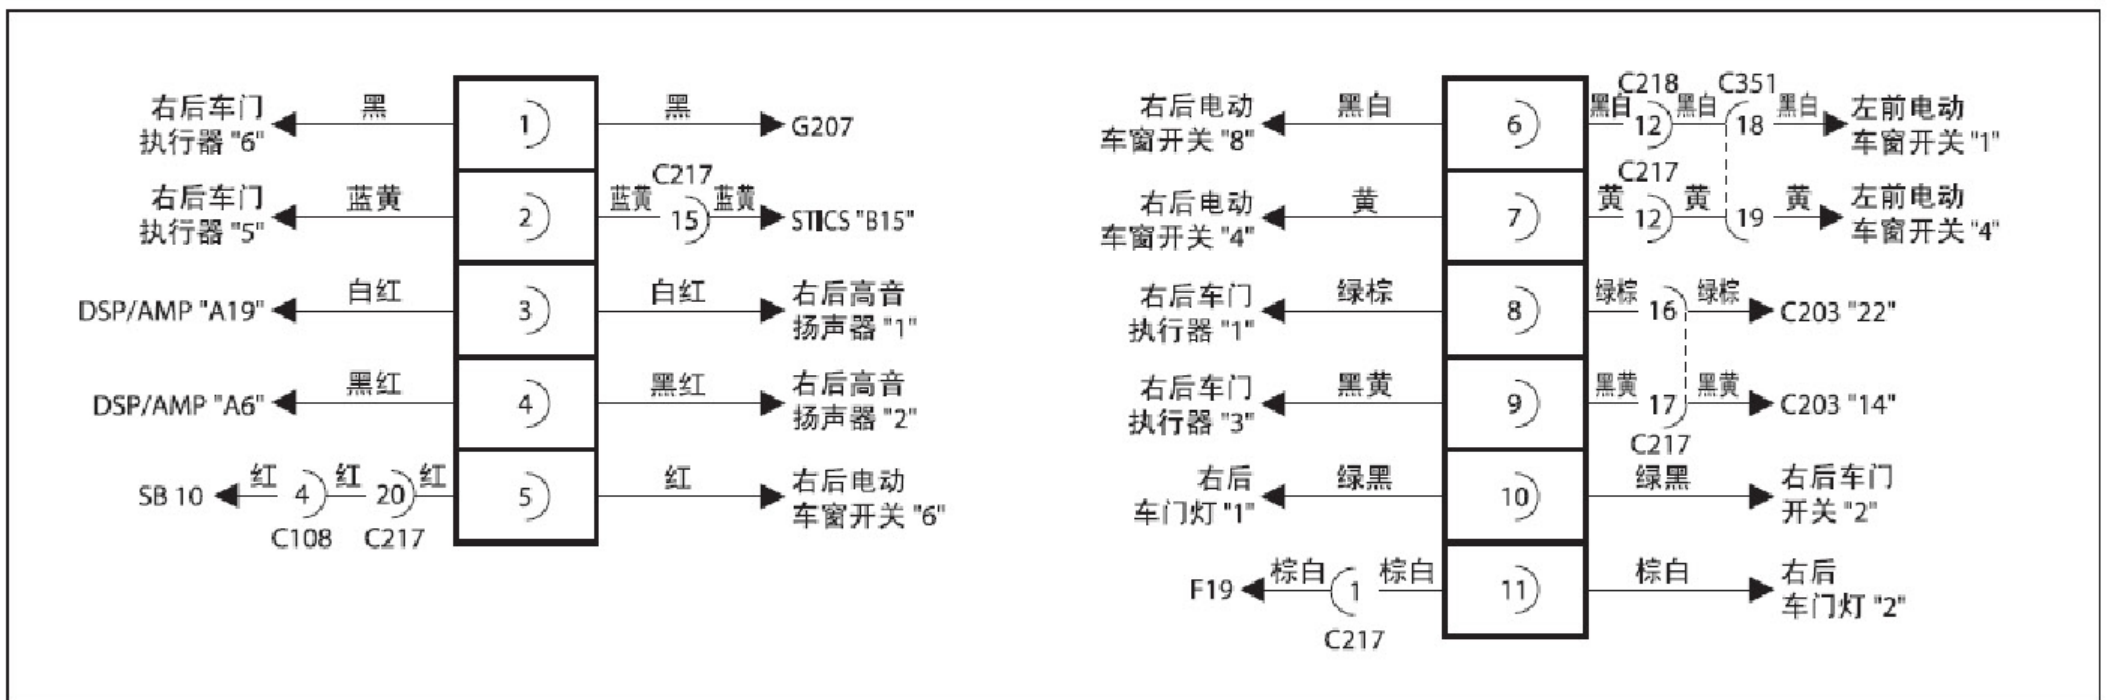 右后车门
执行器 "6"
黑
1
黑
G207
右后车门
执行器 "5"
蓝黄
2
蓝黄
C217
15
蓝黄
STICS "B15"
DSP/AMP "A19"
白红
3
白红
右后高音
扬声器 "1"
DSP/AMP "A6"
黑红
4
黑红
右后高音
扬声器 "2"
SB 10
红
4
C108
红
20
C217
红
5
红
右后电动
车窗开关 "6"
右后电动
车窗开关 "8"
黑白
6
黑白
C218
12
黑白
C351
18
黑白
左前电动
车窗开关 "1"
右后电动
车窗开关 "4"
黄
7
黄
C217
12
黄
19
黄
左前电动
车窗开关 "4"
右后车门
执行器 "1"
绿棕
8
绿棕
16
绿棕
C203 "22"
右后车门
执行器 "3"
黑黄
9
黑黄
17
C217
黑黄
C203 "14"
右后
车门灯 "1"
绿黑
10
绿黑
右后车门
开关 "2"
F19
棕白
1
C217
棕白
11
棕白
右后
车门灯 "2"